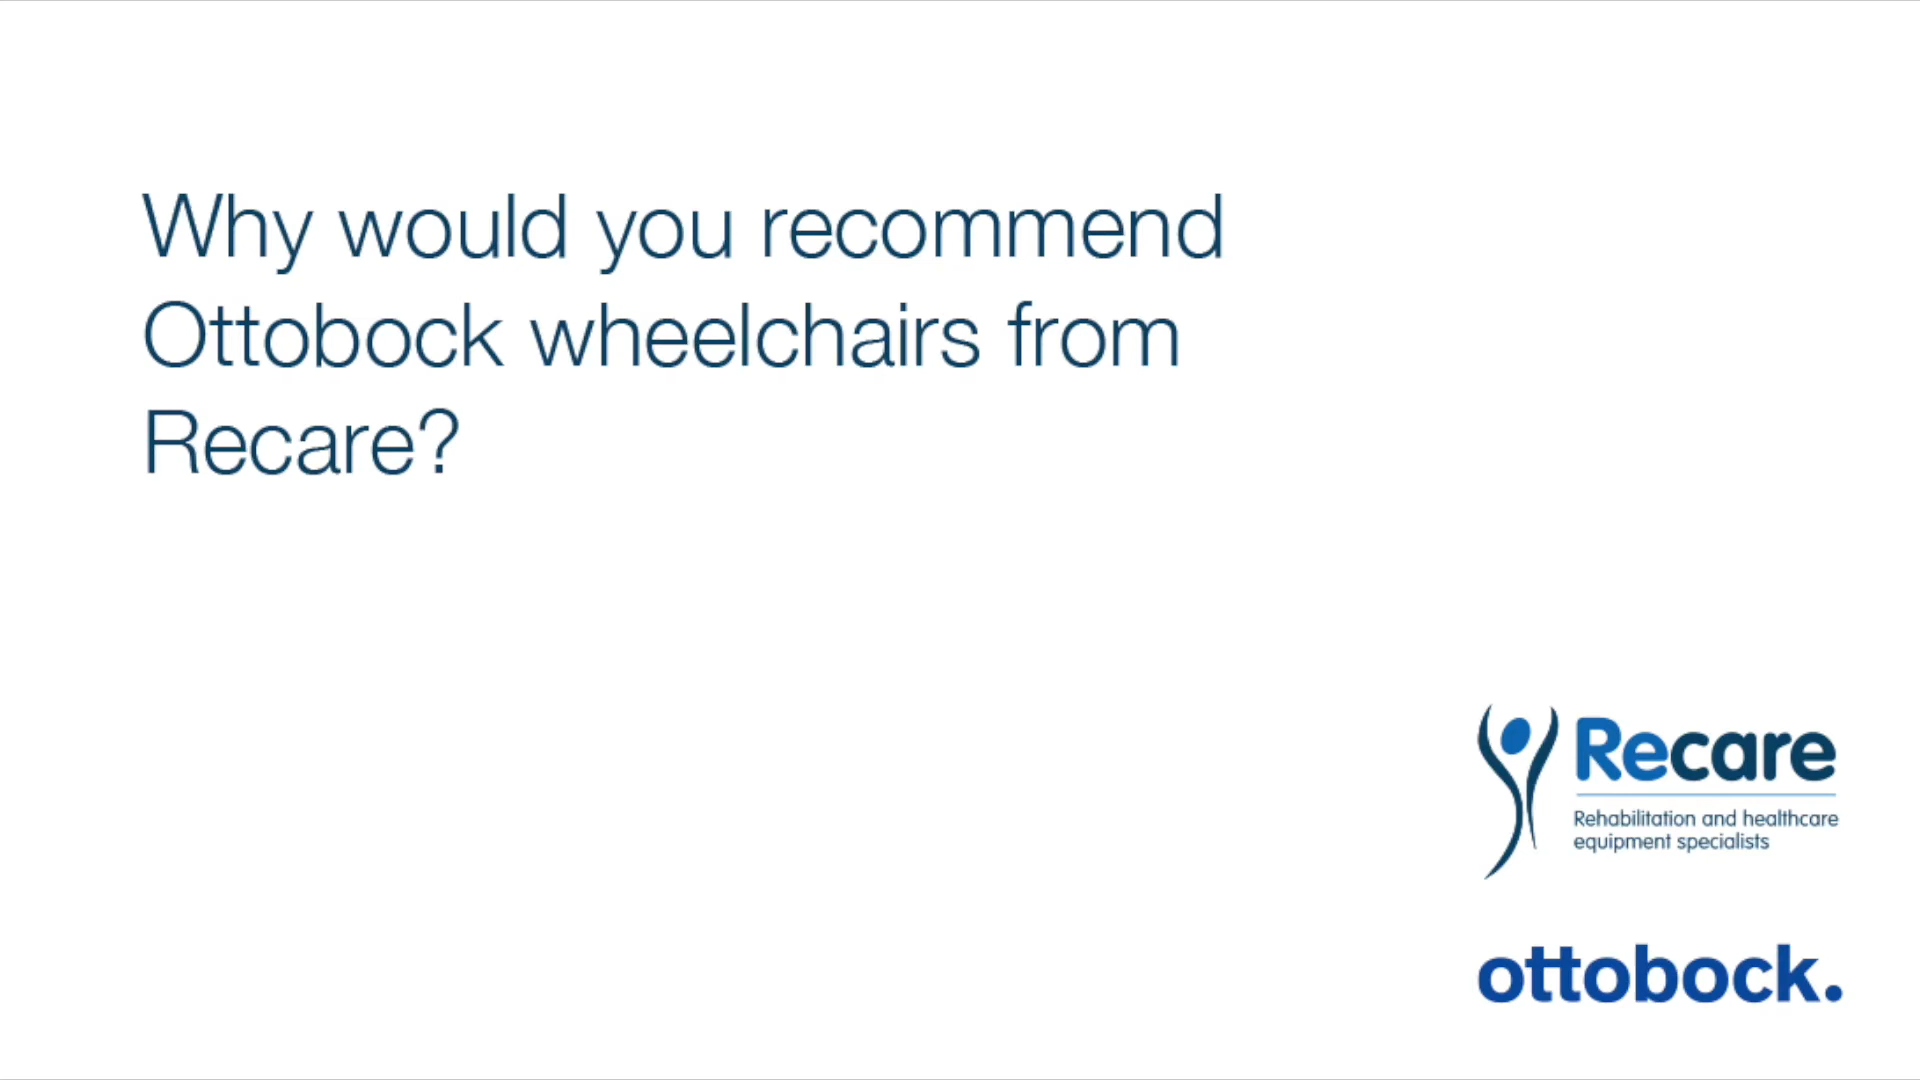 Why would you recommend
Ottobock wheelchairs from
Recare?
Recare
Rehabilitation and healthcare
equipment specialists
ottobock.